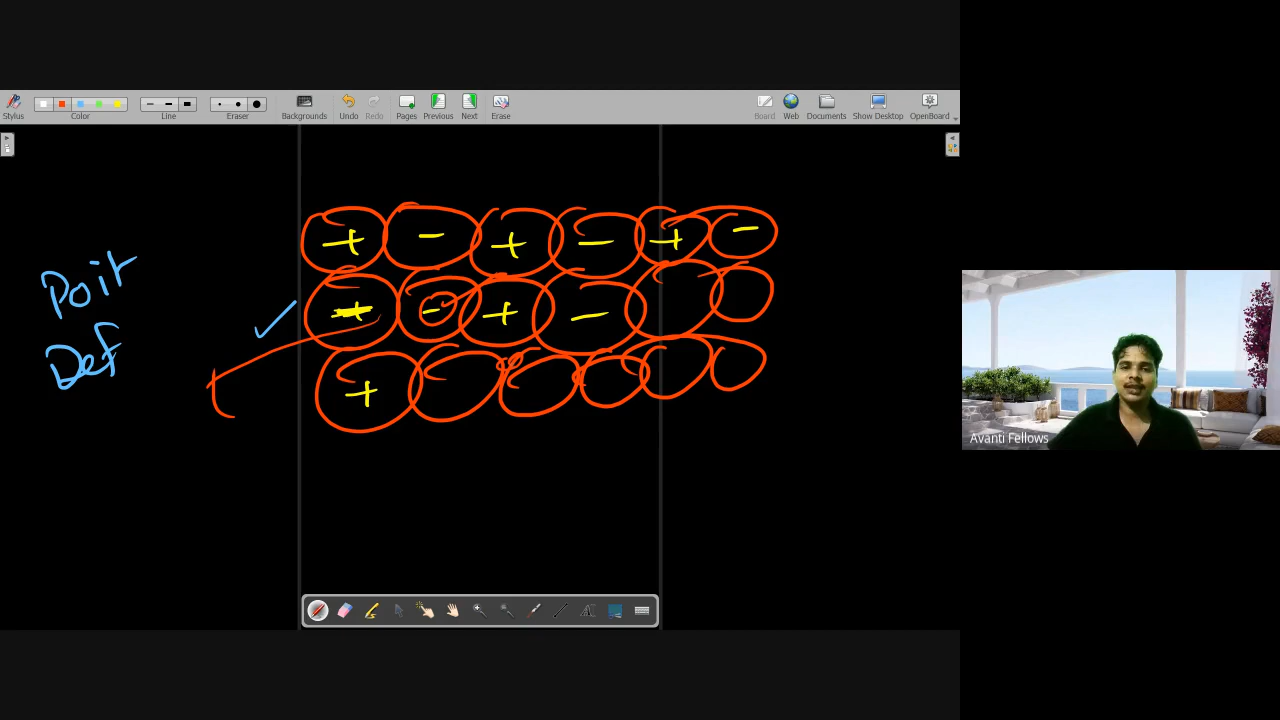 Stylus Color Line Eraser Backgrounds Undo Redo Pages Previous Next Erase Board Web Documents Show Desktop OpenBoard
+ - + - + -
+ - + -
+
Poit
Def
Avanti Fellows